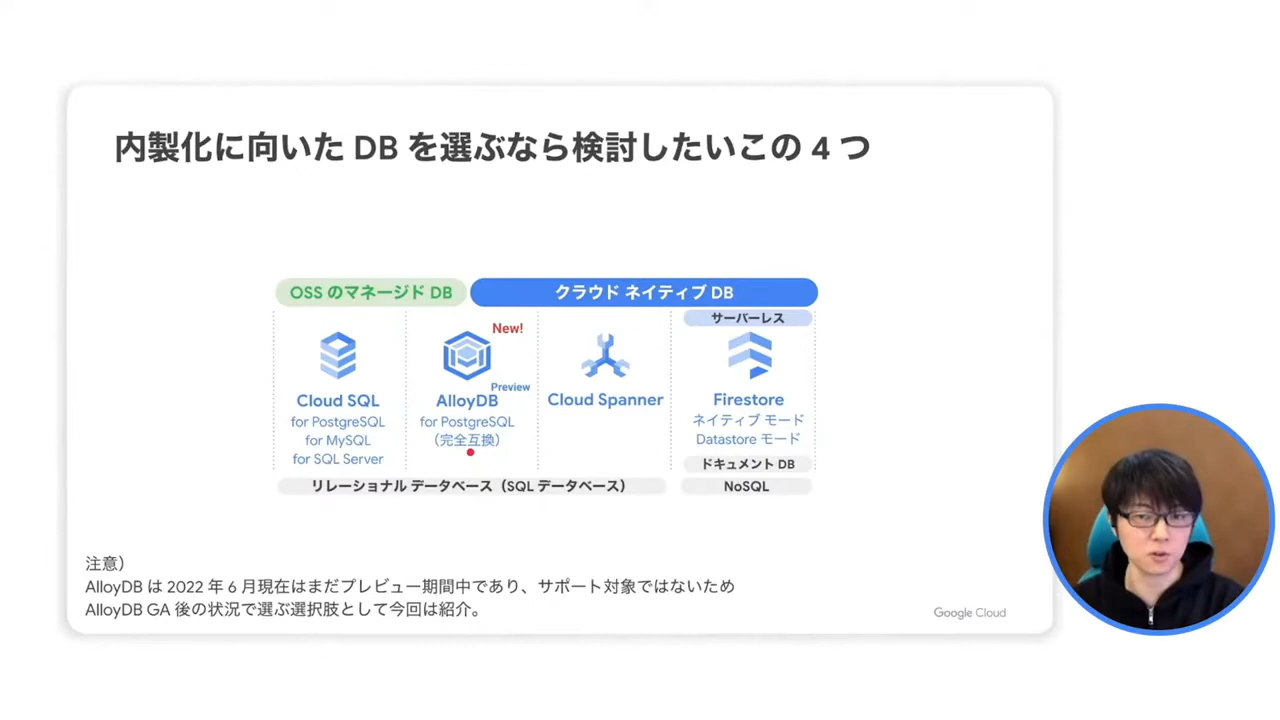 内製化に向いた DB を選ぶなら検討したいこの 4 つ
OSS のマネージド DB
クラウド ネイティブ DB
サーバーレス
New!
Preview
Cloud SQL
for PostgreSQL
for MySQL
for SQL Server
AlloyDB
for PostgreSQL
（完全互換）
Cloud Spanner
Firestore
ネイティブ モード
Datastore モード
ドキュメント DB
リレーショナル データベース（SQL データベース）
NoSQL
注意）
AlloyDB は 2022 年 6 月現在はまだプレビュー期間中であり、サポート対象ではないため
AlloyDB GA 後の状況で選ぶ選択肢として今回は紹介。
Google Cloud